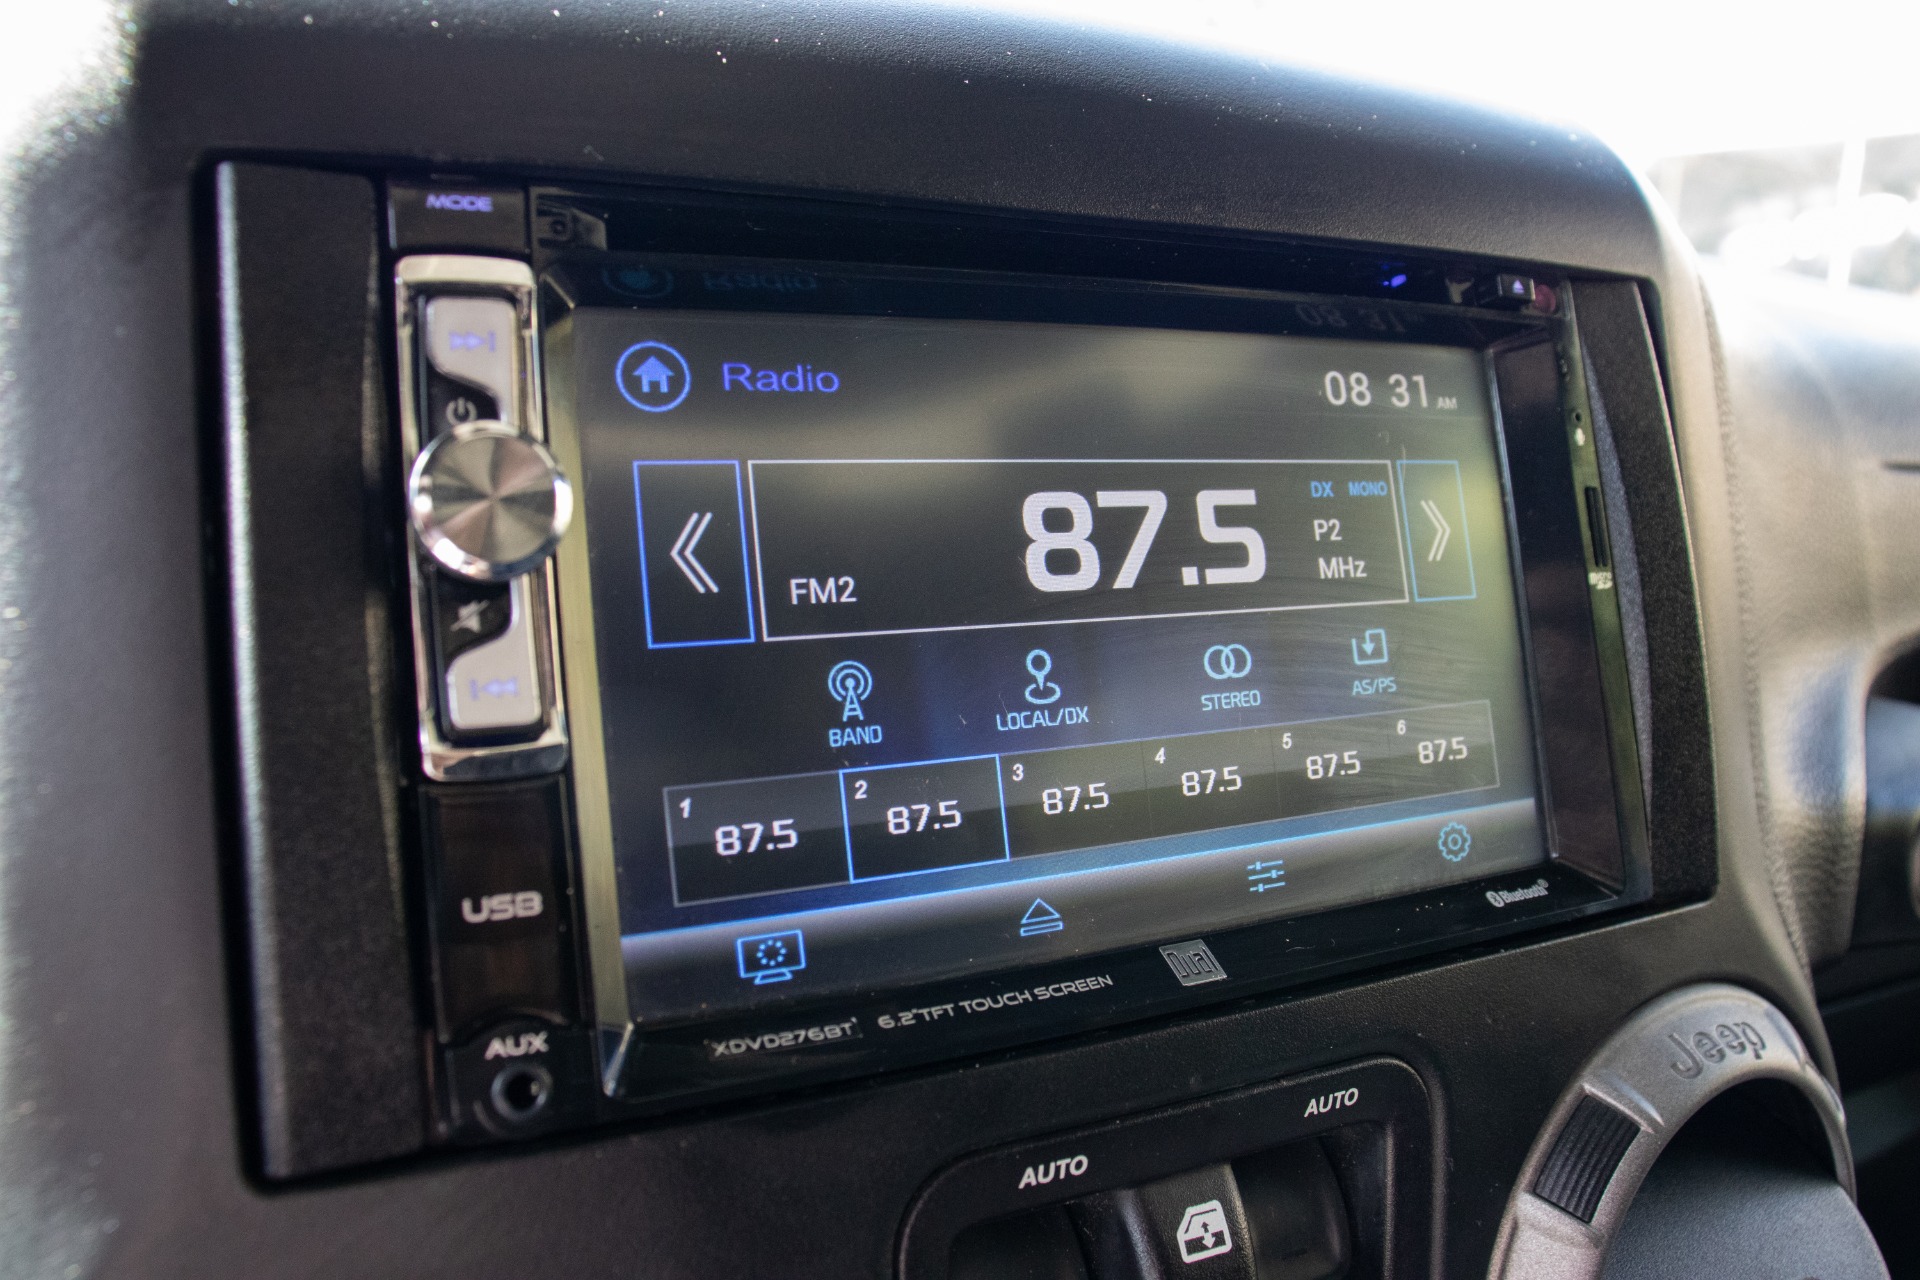 MODE
Radio
08 31 AM
DX MONO
87.5
P2
FM2
MHz
BAND
LOCAL/DX
STEREO
AS/PS
1 2 3 4 5 6
87.5 87.5 87.5 87.5 87.5 87.5
USB
Bluetooth®
Dual
XDVD276BT 6.2"TFT TOUCH SCREEN
AUX
Jeep
AUTO
AUTO